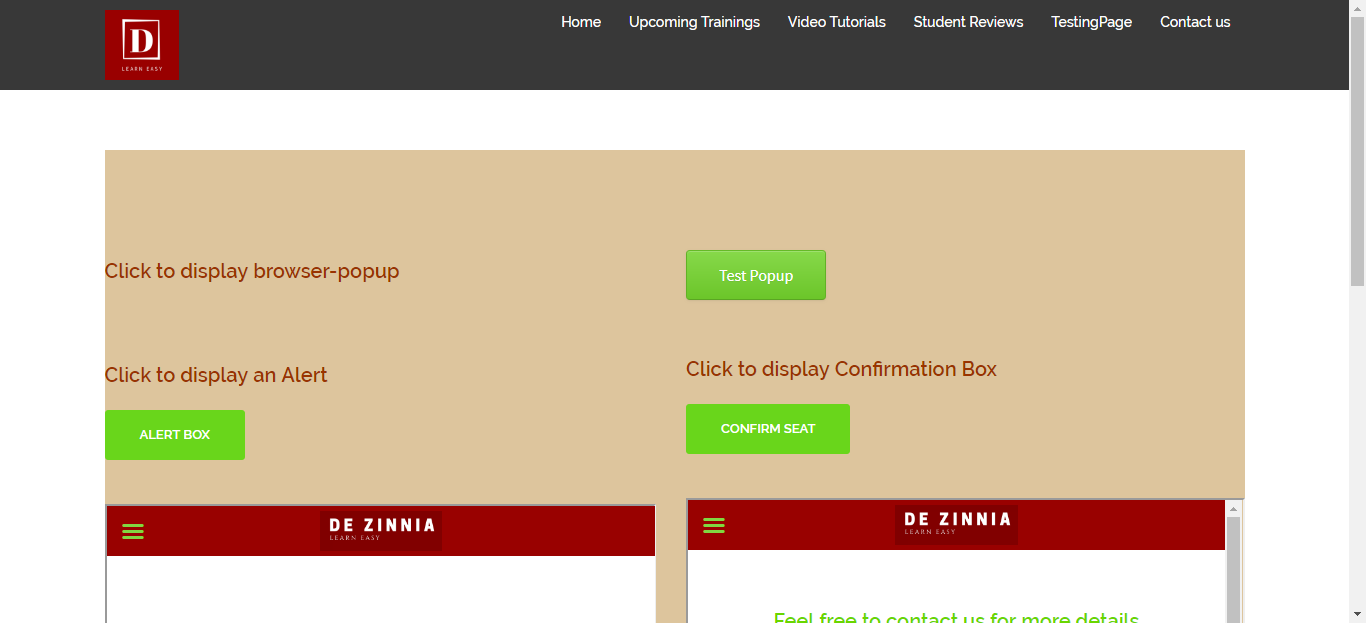 D
LEARN EASY
Home Upcoming Trainings Video Tutorials Student Reviews TestingPage Contact us
Click to display browser-popup
Test Popup
Click to display an Alert
ALERT BOX
Click to display Confirmation Box
CONFIRM SEAT
DE ZINNIA
LEARN EASY
DE ZINNIA
LEARN EASY
Feel free to contact us for more details